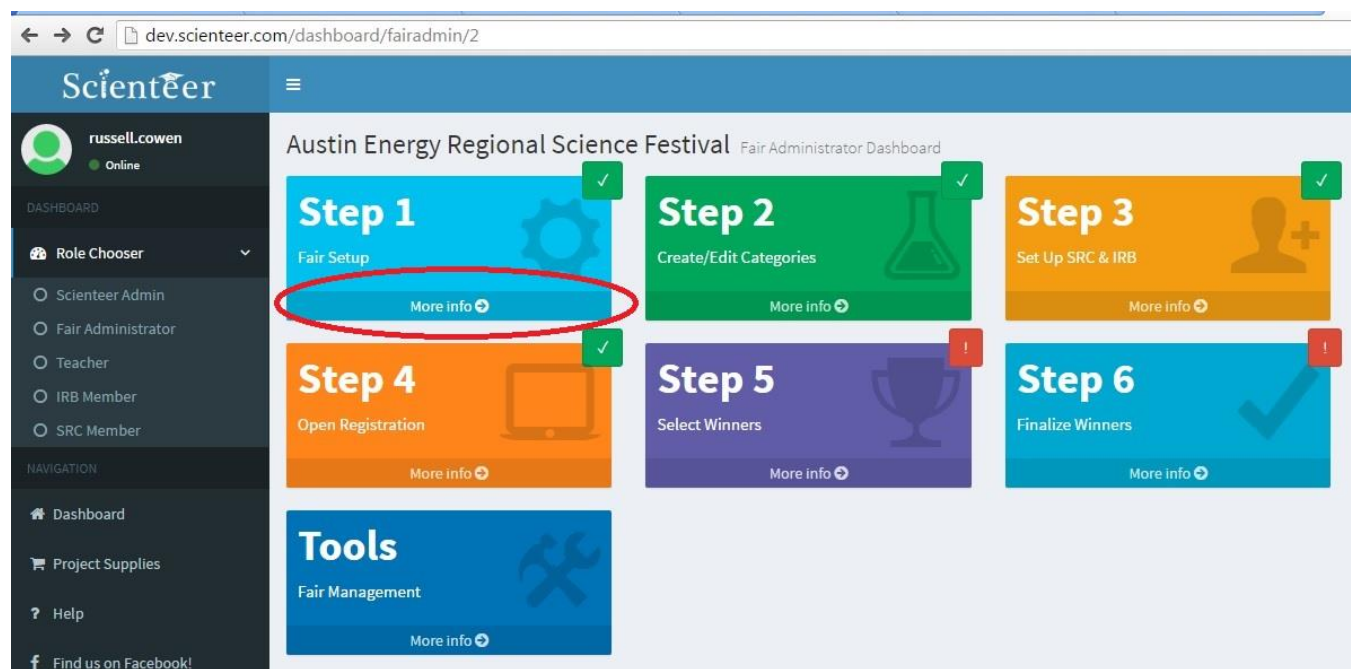 dev.scienteer.com/dashboard/fairadmin/2
Scienteer
russell.cowen
Online
DASHBOARD
Role Chooser
Scienteer Admin
Fair Administrator
Teacher
IRB Member
SRC Member
NAVIGATION
Dashboard
Project Supplies
? Help
f Find us on Facebook!
Austin Energy Regional Science Festival Fair Administrator Dashboard
Step 1
Fair Setup
More info
Step 2
Create/Edit Categories
More info
Step 3
Set Up SRC & IRB
More info
Step 4
Open Registration
More info
!
Step 5
Select Winners
More info
!
Step 6
Finalize Winners
More info
Tools
Fair Management
More info